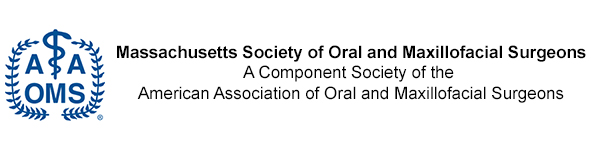 A A
OMS
®
Massachusetts Society of Oral and Maxillofacial Surgeons
A Component Society of the
American Association of Oral and Maxillofacial Surgeons